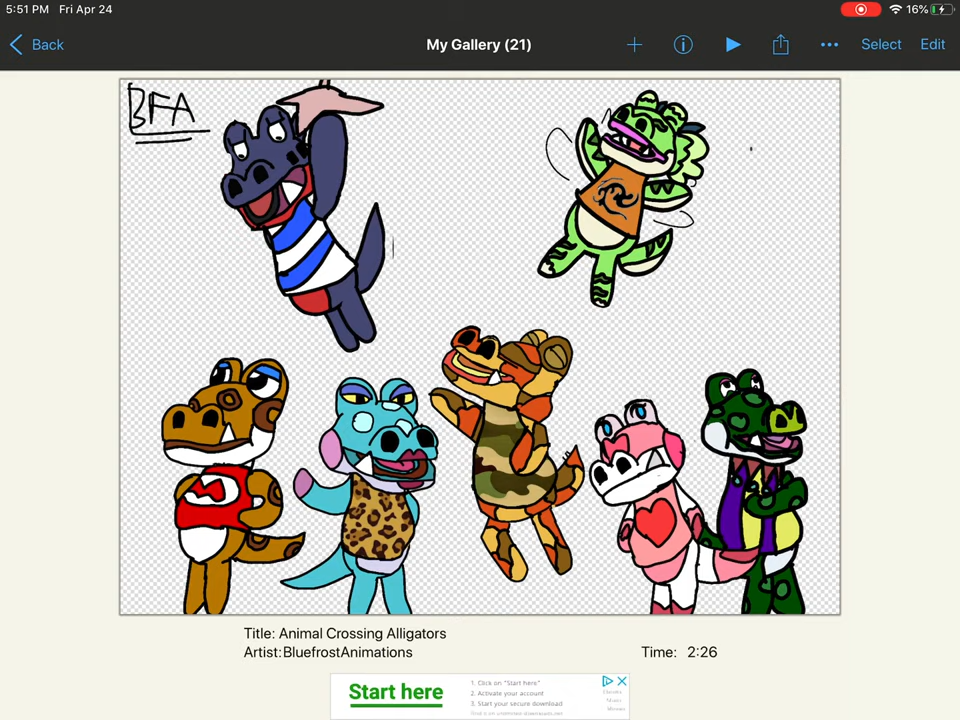 5:51 PM Fri Apr 24
16%
Back
My Gallery (21)
Select
Edit
BFA
Title: Animal Crossing Alligators
Artist: BluefrostAnimations
Time: 2:26
Start here
1. Click on "Start here"
2. Activate your account
3. Start your secure download